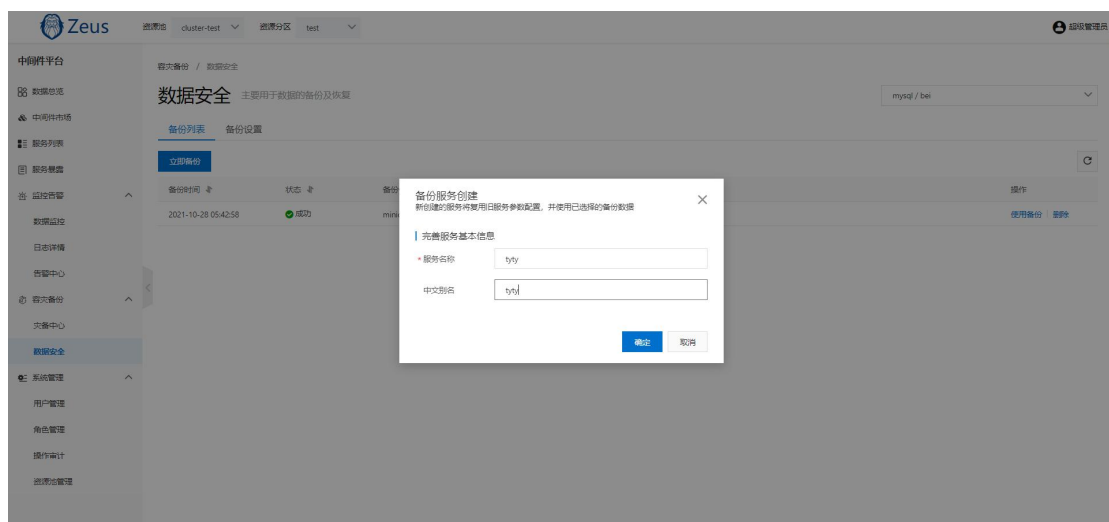 Zeus
资源池 cluster-test 资源分区 test 超级管理员
中间件平台
容灾备份 / 数据安全
数据总览
数据安全 主要用于数据的备份及恢复 mysql / bei
中间件市场
备份列表 备份设置
服务列表
服务暴露
立即备份
监控告警
备份时间 状态 备份 操作
2021-10-28 05:42:58 成功 minio 使用备份 删除
备份服务创建
新创建的服务将复用旧服务参数配置，并使用已选择的备份数据
完善服务基本信息
* 服务名称 tyty
中文别名 tyty
确定 取消
数据监控
日志详情
告警中心
容灾备份
灾备中心
数据安全
系统管理
用户管理
角色管理
操作审计
资源池管理